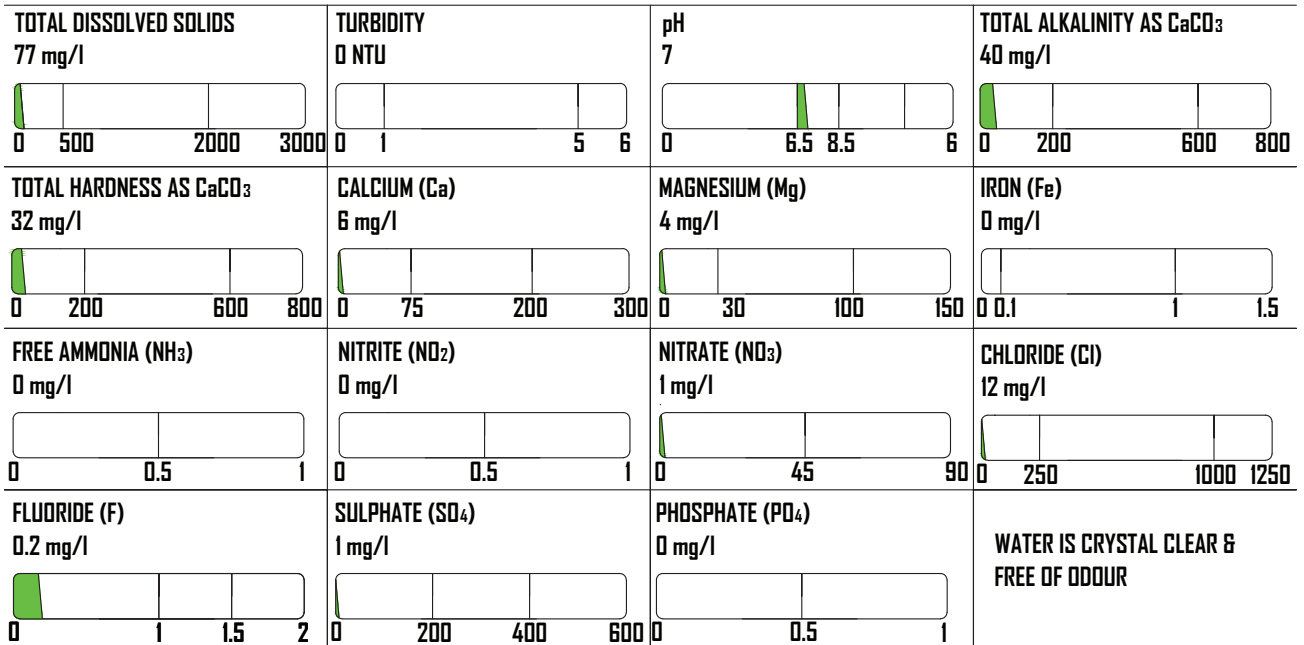 TOTAL DISSOLVED SOLIDS
77 mg/l
0 500 2000 3000
TURBIDITY
0 NTU
0 1 5 6
pH
7
0 6.5 8.5 6
TOTAL ALKALINITY AS CaCO3
40 mg/l
0 200 600 800
TOTAL HARDNESS AS CaCO3
32 mg/l
0 200 600 800
CALCIUM (Ca)
6 mg/l
0 75 200 300
MAGNESIUM (Mg)
4 mg/l
0 30 100 150
IRON (Fe)
0 mg/l
0 0.1 1 1.5
FREE AMMONIA (NH3)
0 mg/l
0 0.5 1
NITRITE (NO2)
0 mg/l
0 0.5 1
NITRATE (NO3)
1 mg/l
0 45 90
CHLORIDE (Cl)
12 mg/l
0 250 1000 1250
FLUORIDE (F)
0.2 mg/l
0 1 1.5 2
SULPHATE (SO4)
1 mg/l
0 200 400 600
PHOSPHATE (PO4)
0 mg/l
0 0.5 1
WATER IS CRYSTAL CLEAR &
FREE OF ODOUR